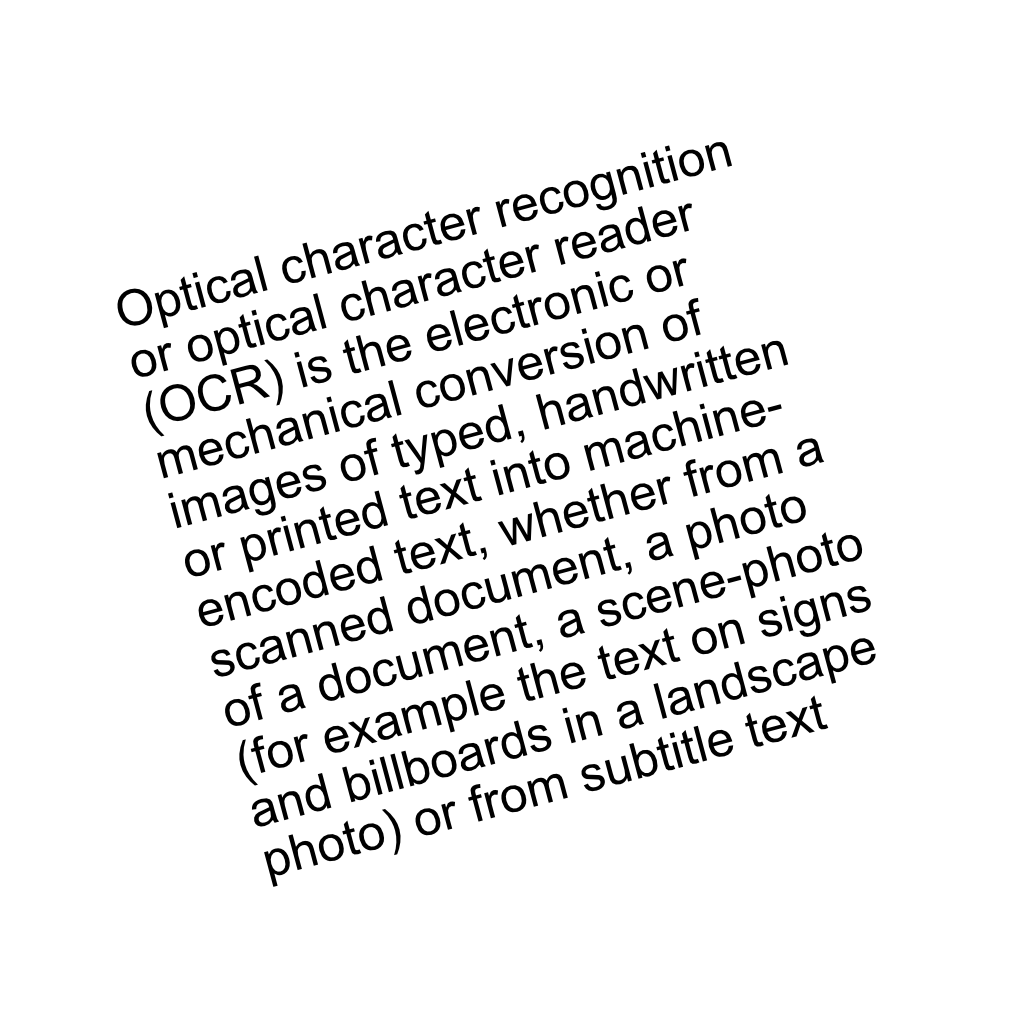 Optical character recognition
or optical character reader
(OCR) is the electronic or
mechanical conversion of
images of typed, handwritten
or printed text into machine-
encoded text, whether from a
scanned document, a photo
of a document, a scene-photo
(for example the text on signs
and billboards in a landscape
photo) or from subtitle text